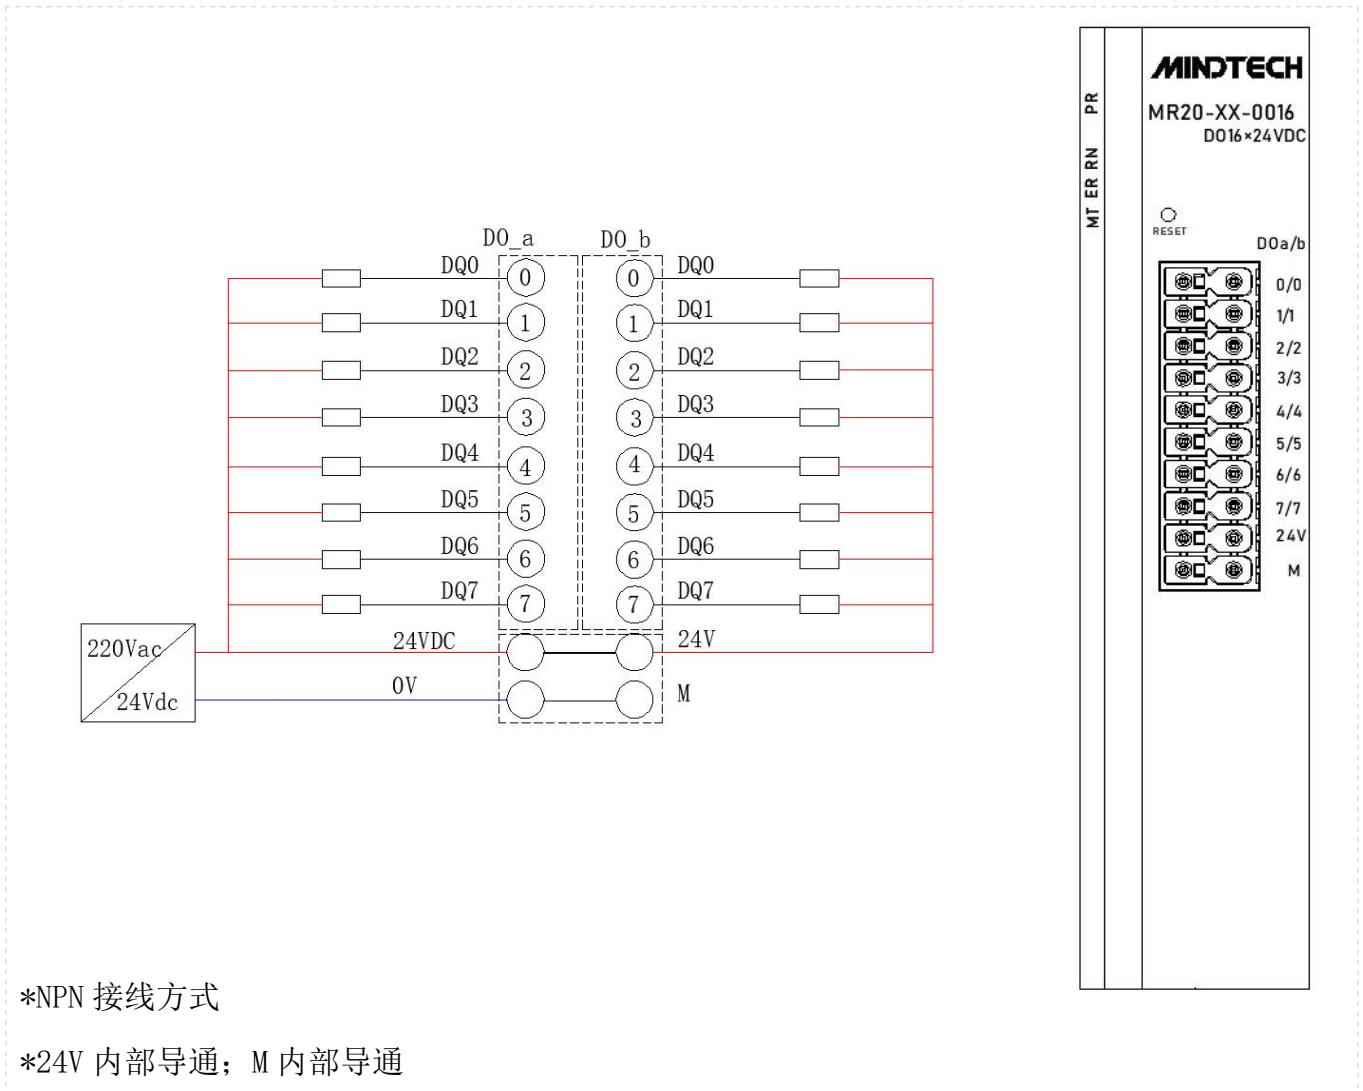 MINDTECH
PR
MR20-XX-0016
DO16×24VDC
MT ER RN
RESET
DO_a DO_b
DOa/b
DQ0 0 0 DQ0
0/0
DQ1 1 1 DQ1
1/1
DQ2 2 2 DQ2
2/2
DQ3 3 3 DQ3
3/3
DQ4 4 4 DQ4
4/4
DQ5 5 5 DQ5
5/5
DQ6 6 6 DQ6
6/6
DQ7 7 7 DQ7
7/7
24V
M
220Vac
24Vdc
24VDC 24V
0V M
*NPN 接线方式
*24V 内部导通；M 内部导通